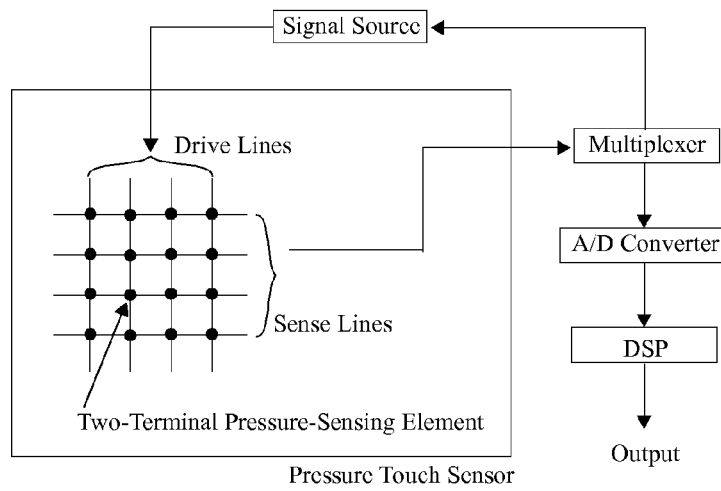 Signal Source
Drive Lines
Multiplexer
A/D Converter
Sense Lines
DSP
Two-Terminal Pressure-Sensing Element
Output
Pressure Touch Sensor